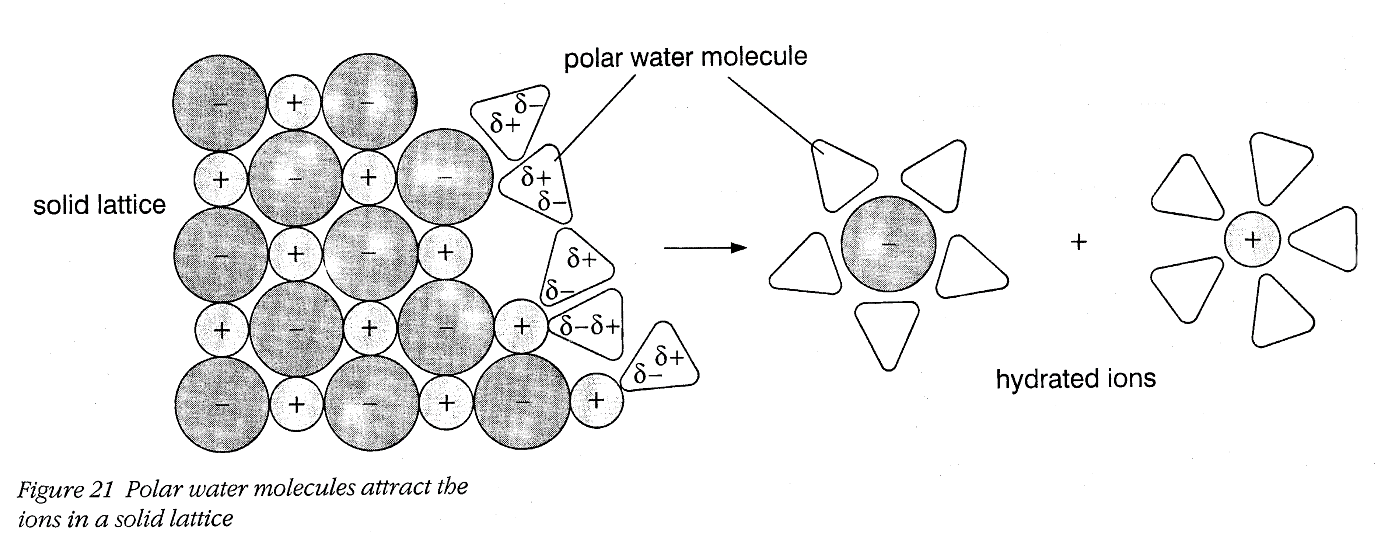 polar water molecule
solid lattice
− + −
δ− δ+
+ − + −
δ+ δ−
− + − +
δ+ δ−
+ − + − +
δ− δ+
δ+ δ−
− + − + − +
−
+
+
hydrated ions
Figure 21 Polar water molecules attract the
ions in a solid lattice